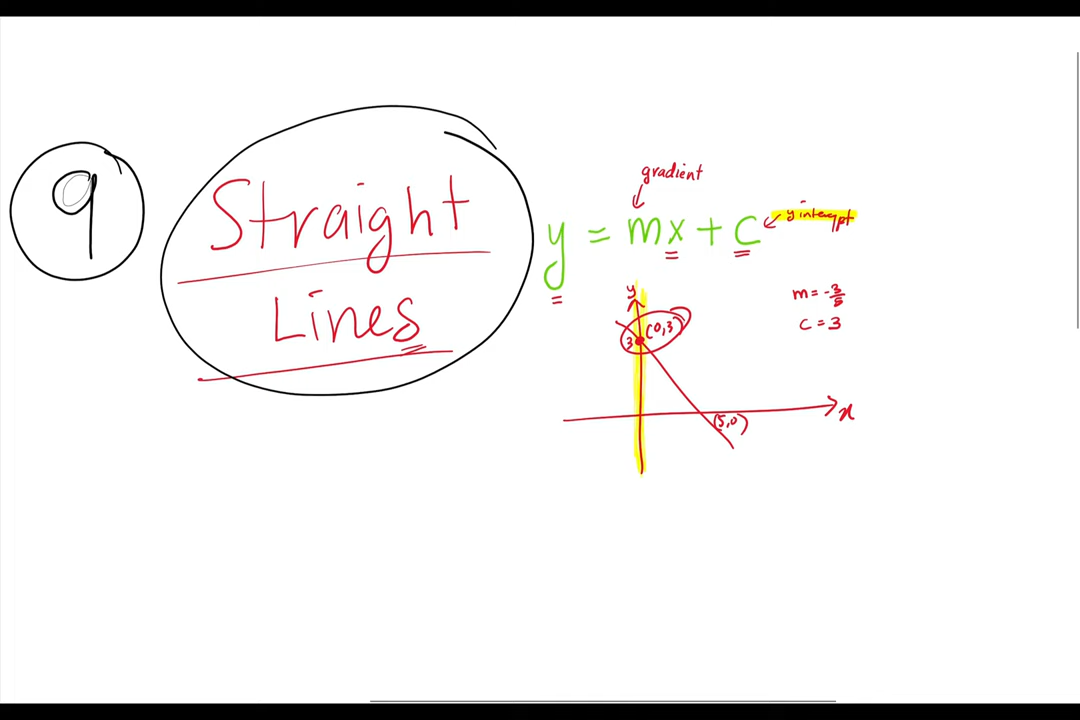 9
Straight
Lines
gradient
y = mx + c
y intercept
m = -3/5
c = 3
y
(0,3)
3
x
(5,0)